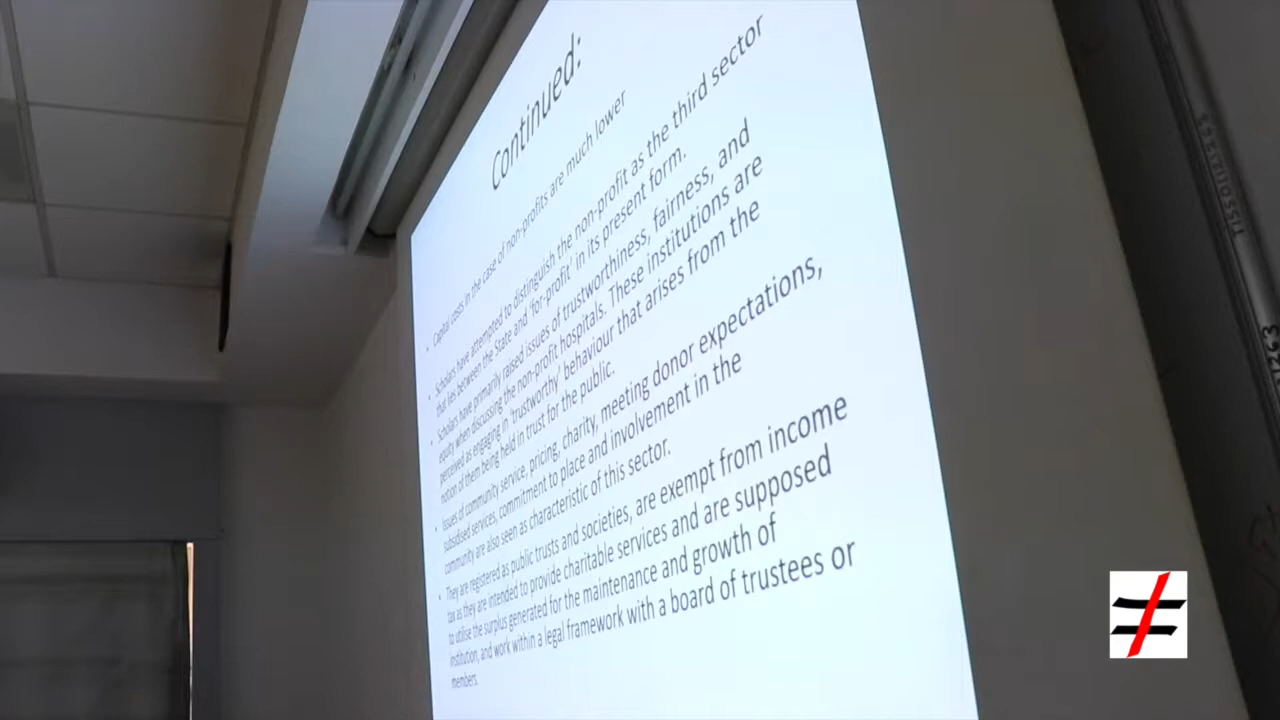 Continued:
• Capital costs in the case of non-profits are much lower
• Scholars have attempted to distinguish the non-profit as the third sector
that lies between the State and 'for-profit' in its present form.
• Scholars have primarily raised issues of trustworthiness, fairness, and
equity when discussing the non-profit hospitals. These institutions are
perceived as engaging in 'trustworthy' behaviour that arises from the
notion of them being held in trust for the public.
• Issues of community service, pricing, charity, meeting donor expectations,
subsidised services, commitment to place and involvement in the
community are also seen as characteristic of this sector.
• They are registered as public trusts and societies, are exempt from income
tax as they are intended to provide charitable services and are supposed
to utilise the surplus generated for the maintenance and growth of
institution, and work within a legal framework with a board of trustees or
members.